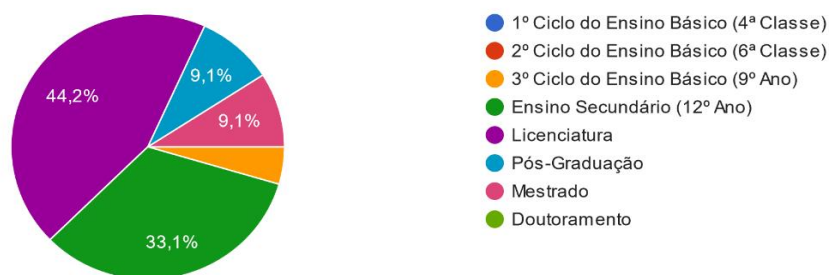 44,2%
9,1%
9,1%
33,1%
1º Ciclo do Ensino Básico (4ª Classe)
2º Ciclo do Ensino Básico (6ª Classe)
3º Ciclo do Ensino Básico (9º Ano)
Ensino Secundário (12º Ano)
Licenciatura
Pós-Graduação
Mestrado
Doutoramento